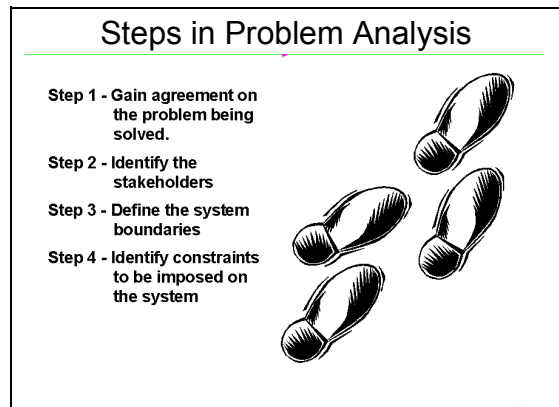 Steps in Problem Analysis
Step 1 - Gain agreement on
the problem being
solved.
Step 2 - Identify the
stakeholders
Step 3 - Define the system
boundaries
Step 4 - Identify constraints
to be imposed on
the system